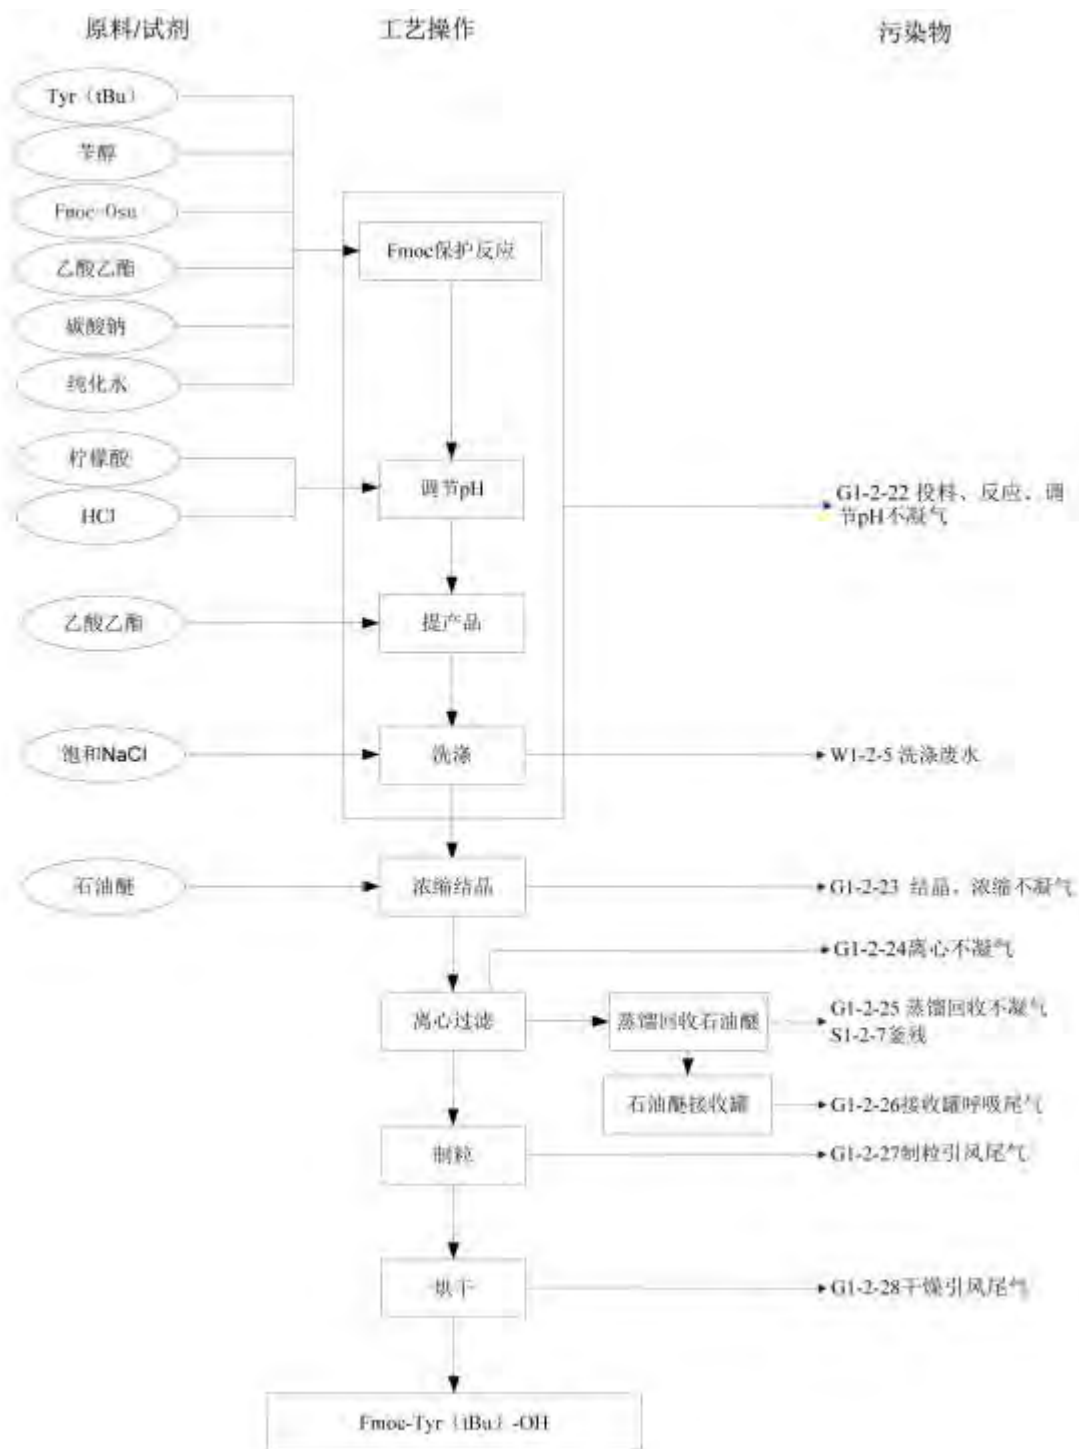 原料/试剂
工艺操作
污染物
Tyr（tBu）
苄醇
Fmoc-Osu
乙酸乙酯
碳酸钠
纯化水
Fmoc保护反应
柠檬酸
HCl
调节pH
G1-2-22 投料、反应、调
节pH不凝气
乙酸乙酯
提产品
饱和NaCl
洗涤
W1-2-5 洗涤废水
石油醚
浓缩结晶
G1-2-23 结晶、浓缩不凝气
G1-2-24离心不凝气
离心过滤
蒸馏回收石油醚
G1-2-25 蒸馏回收不凝气
S1-2-7釜残
石油醚接收罐
G1-2-26接收罐呼吸尾气
制粒
G1-2-27制粒引风尾气
烘干
G1-2-28干燥引风尾气
Fmoc-Tyr（tBu）-OH